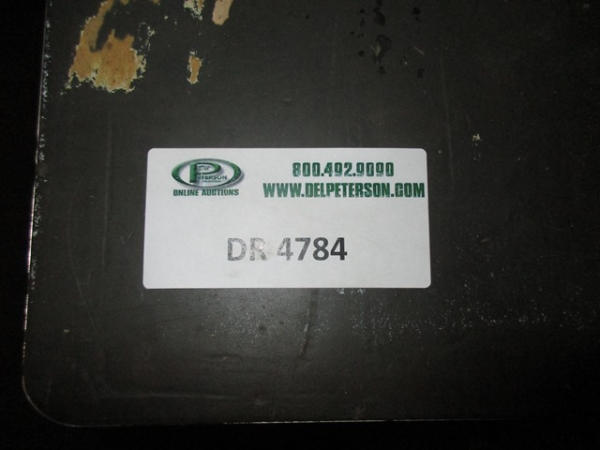 PETERSON
ONLINE AUCTIONS
800.492.9090
WWW.DELPETERSON.COM
DR 4784